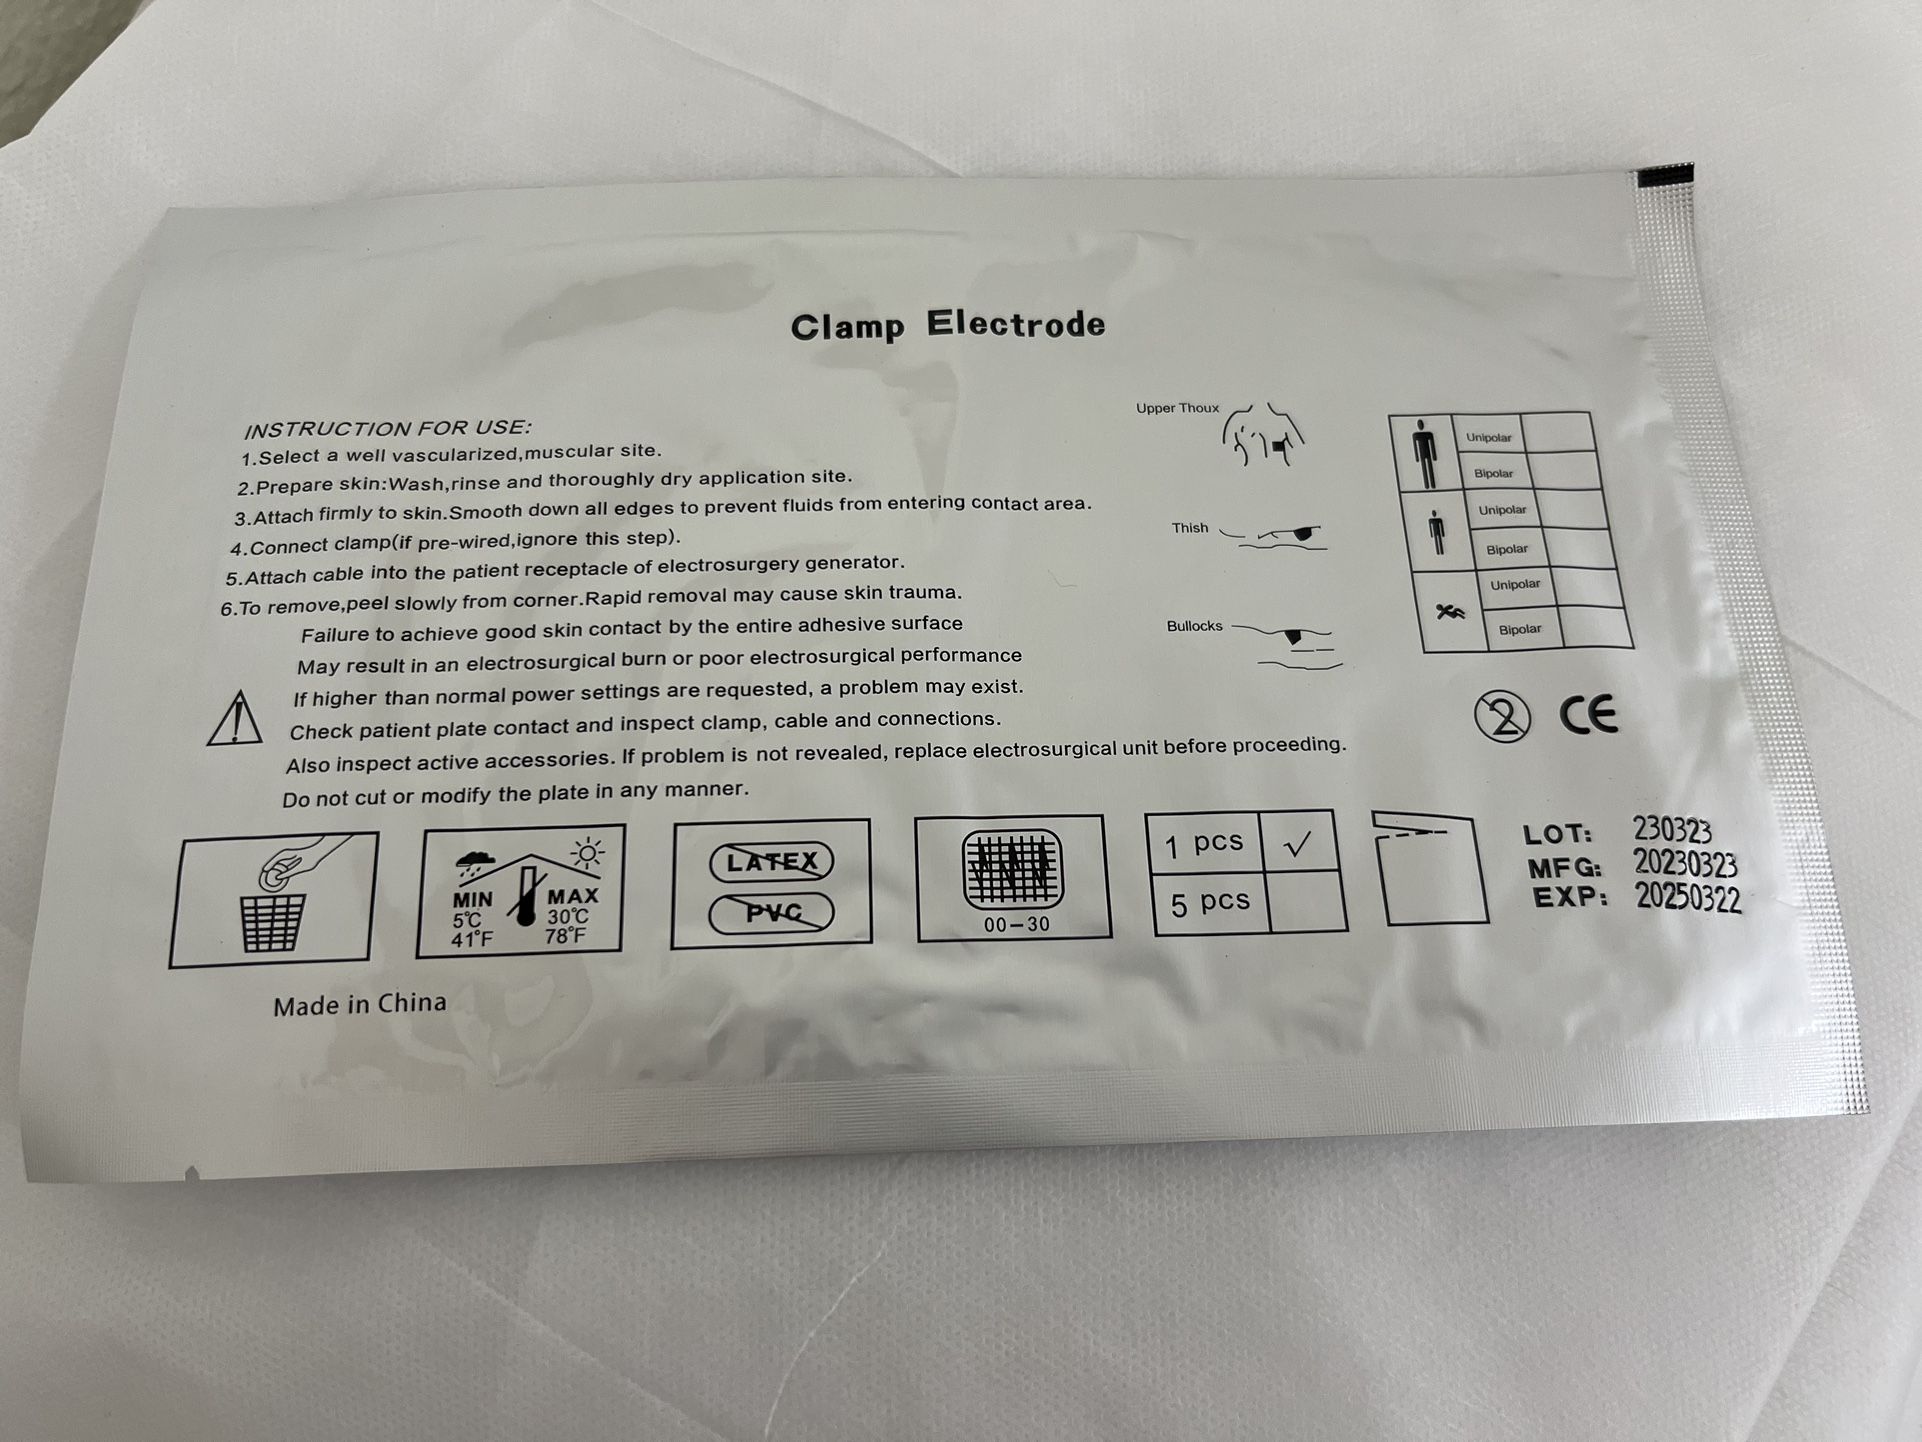 Clamp Electrode
INSTRUCTION FOR USE:
1.Select a well vascularized,muscular site.
2.Prepare skin:Wash,rinse and thoroughly dry application site.
3.Attach firmly to skin.Smooth down all edges to prevent fluids from entering contact area.
4.Connect clamp(if pre-wired,ignore this step).
5.Attach cable into the patient receptacle of electrosurgery generator.
6.To remove,peel slowly from corner.Rapid removal may cause skin trauma.
Failure to achieve good skin contact by the entire adhesive surface
May result in an electrosurgical burn or poor electrosurgical performance
If higher than normal power settings are requested, a problem may exist.
Check patient plate contact and inspect clamp, cable and connections.
Also inspect active accessories. If problem is not revealed, replace electrosurgical unit before proceeding.
Do not cut or modify the plate in any manner.
Upper Thoux
Thish
Bullocks
Unipolar
Bipolar
Unipolar
Bipolar
Unipolar
Bipolar
2 CE
MIN MAX
5℃ 30℃
41°F 78°F
LATEX
PVC
00-30
1 pcs √
5 pcs
LOT: 230323
MFG: 20230323
EXP: 20250322
Made in China